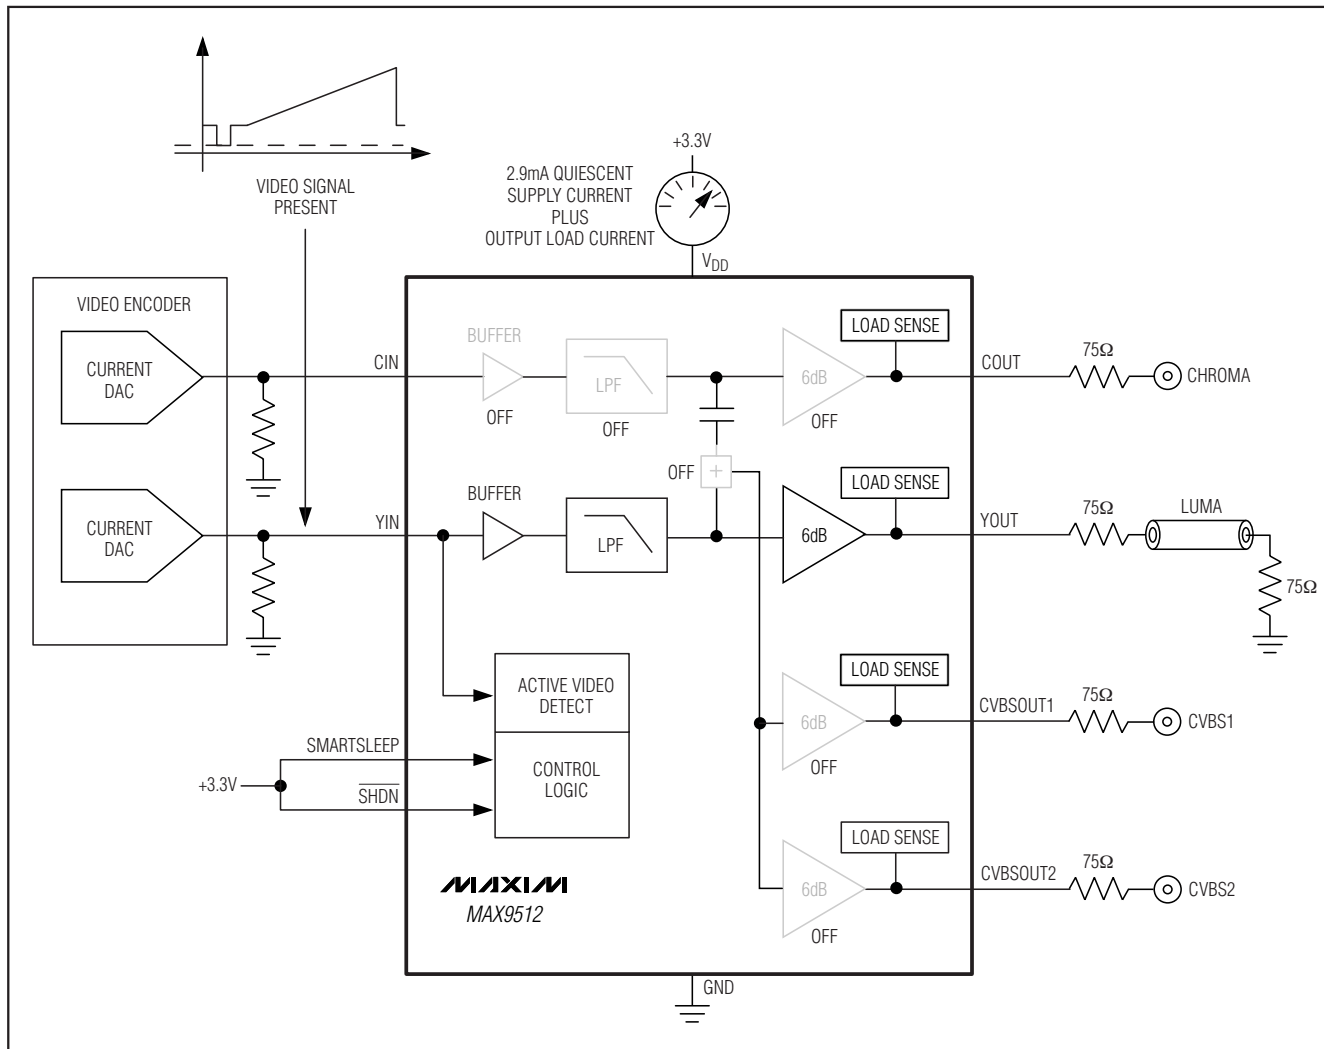 +3.3V
2.9mA QUIESCENT
SUPPLY CURRENT
PLUS
OUTPUT LOAD CURRENT
VIDEO SIGNAL
PRESENT
VDD
VIDEO ENCODER
CURRENT
DAC
CIN
BUFFER
OFF
LPF
OFF
6dB
OFF
LOAD SENSE
COUT
75Ω
CHROMA
OFF
+
CURRENT
DAC
YIN
BUFFER
LPF
6dB
LOAD SENSE
YOUT
75Ω
LUMA
75Ω
ACTIVE VIDEO
DETECT
CONTROL
LOGIC
SMARTSLEEP
+3.3V
SHDN
6dB
OFF
LOAD SENSE
CVBSOUT1
75Ω
CVBS1
6dB
OFF
LOAD SENSE
CVBSOUT2
75Ω
CVBS2
MAXIM
MAX9512
GND